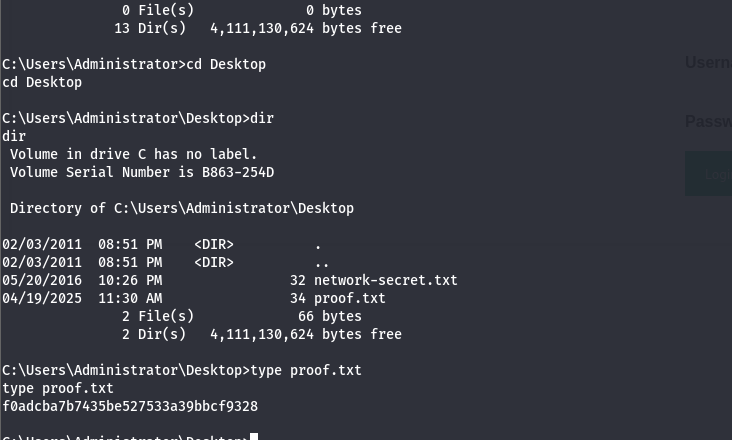 0 File(s)              0 bytes
13 Dir(s)   4,111,130,624 bytes free
C:\Users\Administrator>cd Desktop
cd Desktop
C:\Users\Administrator\Desktop>dir
dir
Volume in drive C has no label.
Volume Serial Number is B863-254D
Directory of C:\Users\Administrator\Desktop
02/03/2011  08:51 PM    <DIR>          .
02/03/2011  08:51 PM    <DIR>          ..
05/20/2016  10:26 PM                32 network-secret.txt
04/19/2025  11:30 AM                34 proof.txt
2 File(s)             66 bytes
2 Dir(s)   4,111,130,624 bytes free
C:\Users\Administrator\Desktop>type proof.txt
type proof.txt
f0adcba7b7435be527533a39bbcf9328
C:\Users\Administrator\Desktop>
Usern
Passw